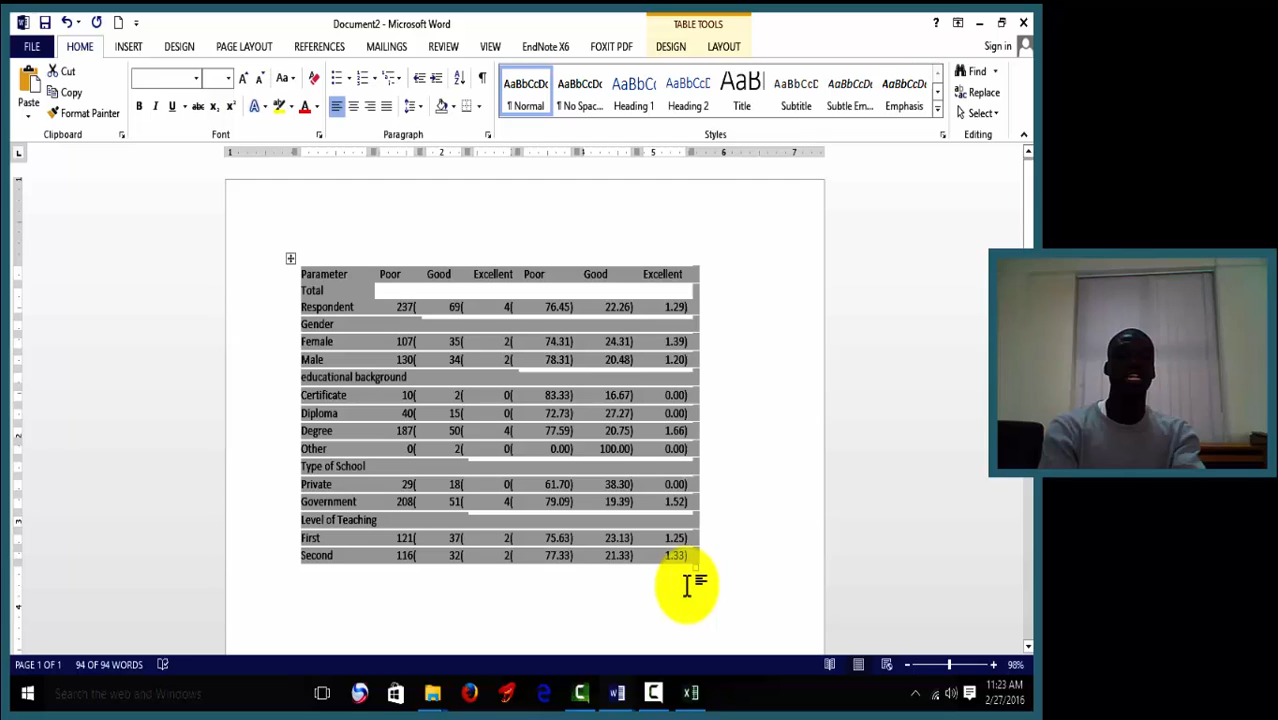 Document2 - Microsoft Word
TABLE TOOLS
FILE HOME INSERT DESIGN PAGE LAYOUT REFERENCES MAILINGS REVIEW VIEW EndNote X6 FOXIT PDF DESIGN LAYOUT
Sign in
Paste
Cut
Copy
Format Painter
Clipboard
Font
Paragraph
AaBbCcDc AaBbCcDc AaBbC AaBbCcC AaB AaBbCcC AaBbCcDc AaBbCcDc
¶ Normal ¶ No Spac... Heading 1 Heading 2 Title Subtitle Subtle Em... Emphasis
Styles
Find
Replace
Select
Editing
Parameter Poor Good Excellent Poor Good Excellent
Total
Respondent 237( 69( 4( 76.45) 22.26) 1.29)
Gender
Female 107( 35( 2( 74.31) 24.31) 1.39)
Male 130( 34( 2( 78.31) 20.48) 1.20)
educational background
Certificate 10( 2( 0( 83.33) 16.67) 0.00)
Diploma 40( 15( 0( 72.73) 27.27) 0.00)
Degree 187( 50( 4( 77.59) 20.75) 1.66)
Other 0( 2( 0( 0.00) 100.00) 0.00)
Type of School
Private 29( 18( 0( 61.70) 38.30) 0.00)
Government 208( 51( 4( 79.09) 19.39) 1.52)
Level of Teaching
First 121( 37( 2( 75.63) 23.13) 1.25)
Second 116( 32( 2( 77.33) 21.33) 1.33)
PAGE 1 OF 1 94 OF 94 WORDS 98%
Search the web and Windows
11:23 AM
2/27/2016